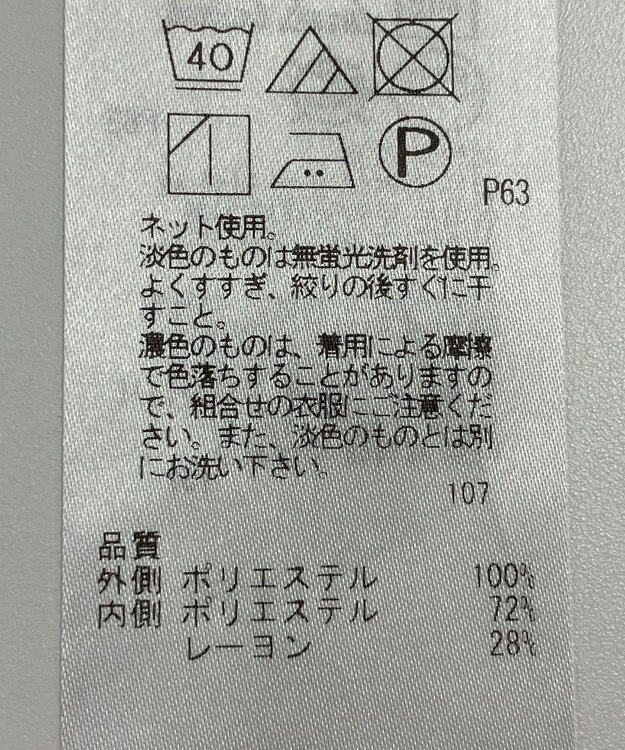 40
P
P63
ネット使用。
淡色のものは無蛍光洗剤を使用。
よくすすぎ、絞りの後すぐに干
すこと。
濃色のものは、着用による摩擦
で色落ちすることがありますの
で、組合せの衣服にご注意くだ
さい。また、淡色のものとは別
にお洗い下さい。
107
品質
外側 ポリエステル 100%
内側 ポリエステル 72%
レーヨン 28%